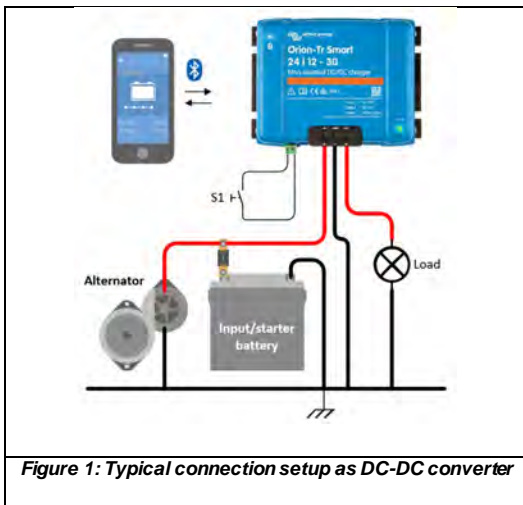 Orion-Tr Smart
24 | 12 - 30
Non isolated DC/DC charger
S1
Load
Alternator
Input/starter
battery
Figure 1: Typical connection setup as DC-DC converter